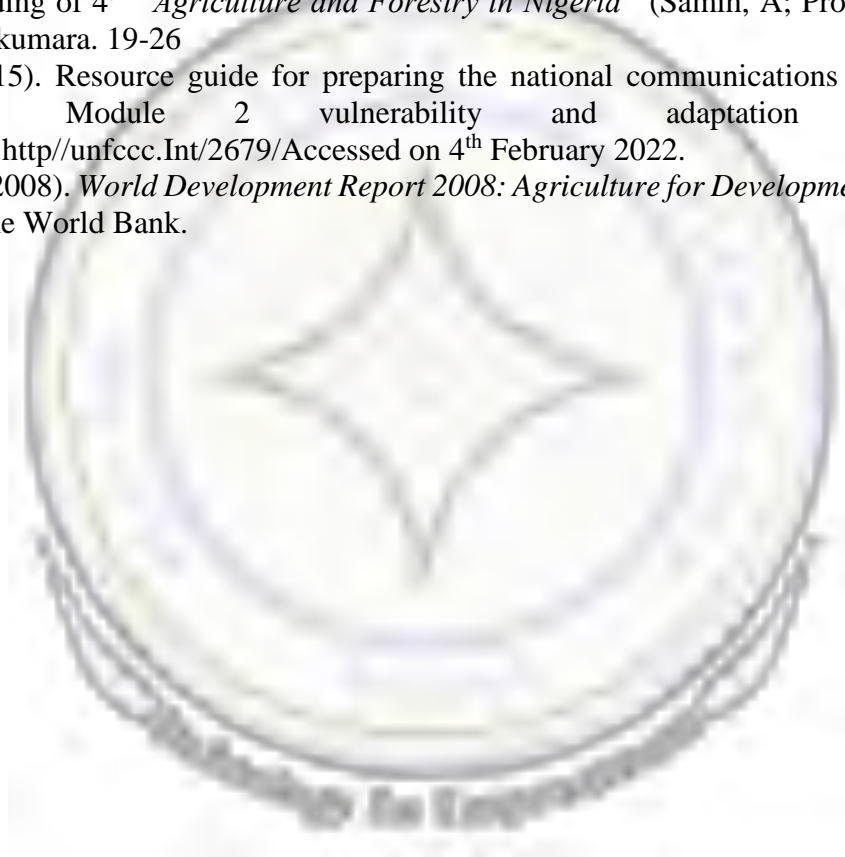 ing of 4th "Agriculture and Forestry in Nigeria" (Samin, A; Pro
kumara. 19-26
15). Resource guide for preparing the national communications
Module 2 vulnerability and adaptation
http//unfccc.Int/2679/Accessed on 4th February 2022.
2008). World Development Report 2008: Agriculture for Developme
e World Bank.